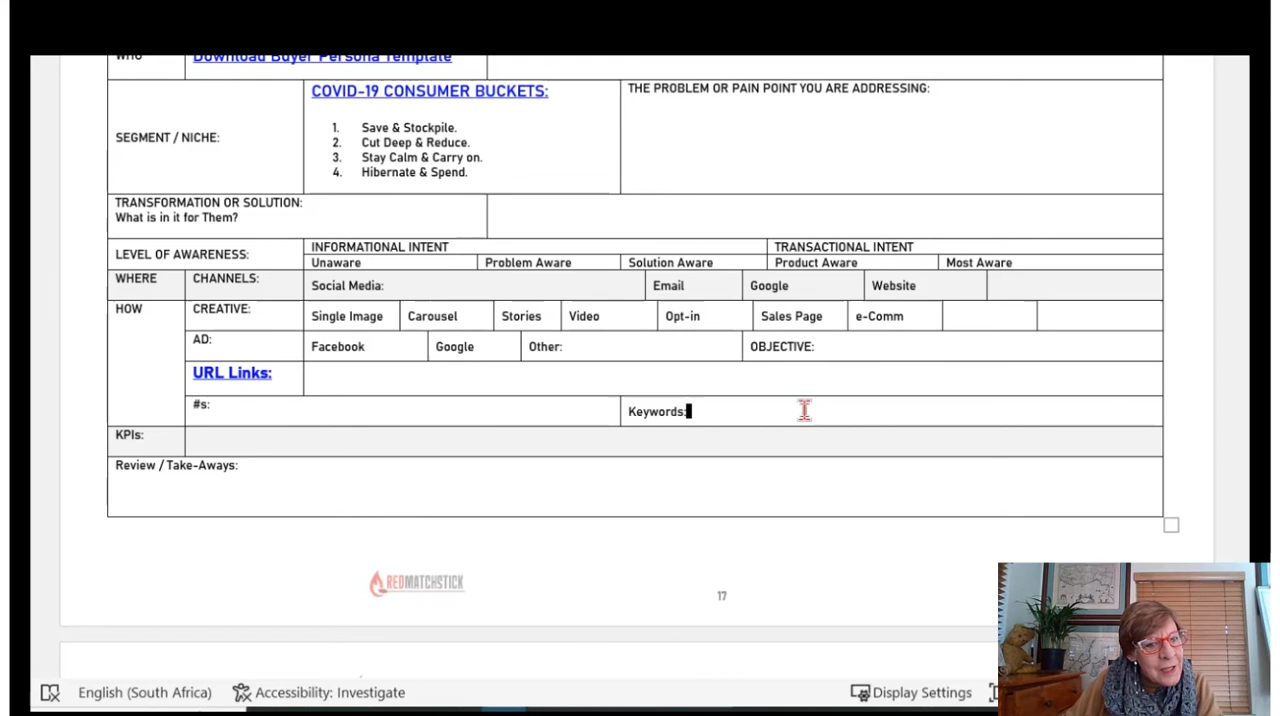 WHO
Download Buyer Persona Template
SEGMENT / NICHE:
COVID-19 CONSUMER BUCKETS:
1. Save & Stockpile.
2. Cut Deep & Reduce.
3. Stay Calm & Carry on.
4. Hibernate & Spend.
THE PROBLEM OR PAIN POINT YOU ARE ADDRESSING:
TRANSFORMATION OR SOLUTION:
What is in it for Them?
LEVEL OF AWARENESS:
INFORMATIONAL INTENT
TRANSACTIONAL INTENT
Unaware
Problem Aware
Solution Aware
Product Aware
Most Aware
WHERE
CHANNELS:
Social Media:
Email
Google
Website
HOW
CREATIVE:
Single Image
Carousel
Stories
Video
Opt-in
Sales Page
e-Comm
AD:
Facebook
Google
Other:
OBJECTIVE:
URL Links:
#s:
Keywords:
KPIs:
Review / Take-Aways:
REDMATCHSTICK
17
English (South Africa)
Accessibility: Investigate
Display Settings